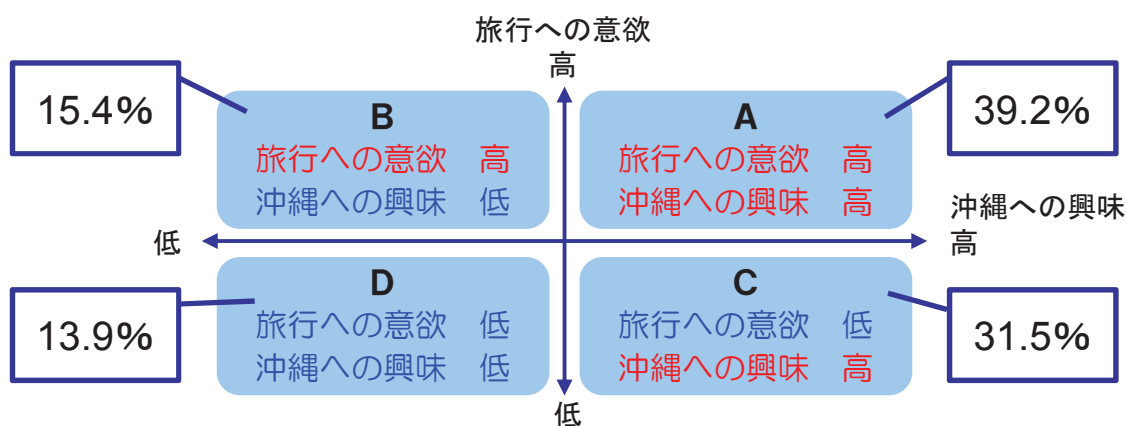 旅行への意欲
高
15.4%
B
旅行への意欲 高
沖縄への興味 低
A
旅行への意欲 高
沖縄への興味 高
39.2%
低
沖縄への興味
高
13.9%
D
旅行への意欲 低
沖縄への興味 低
C
旅行への意欲 低
沖縄への興味 高
31.5%
低